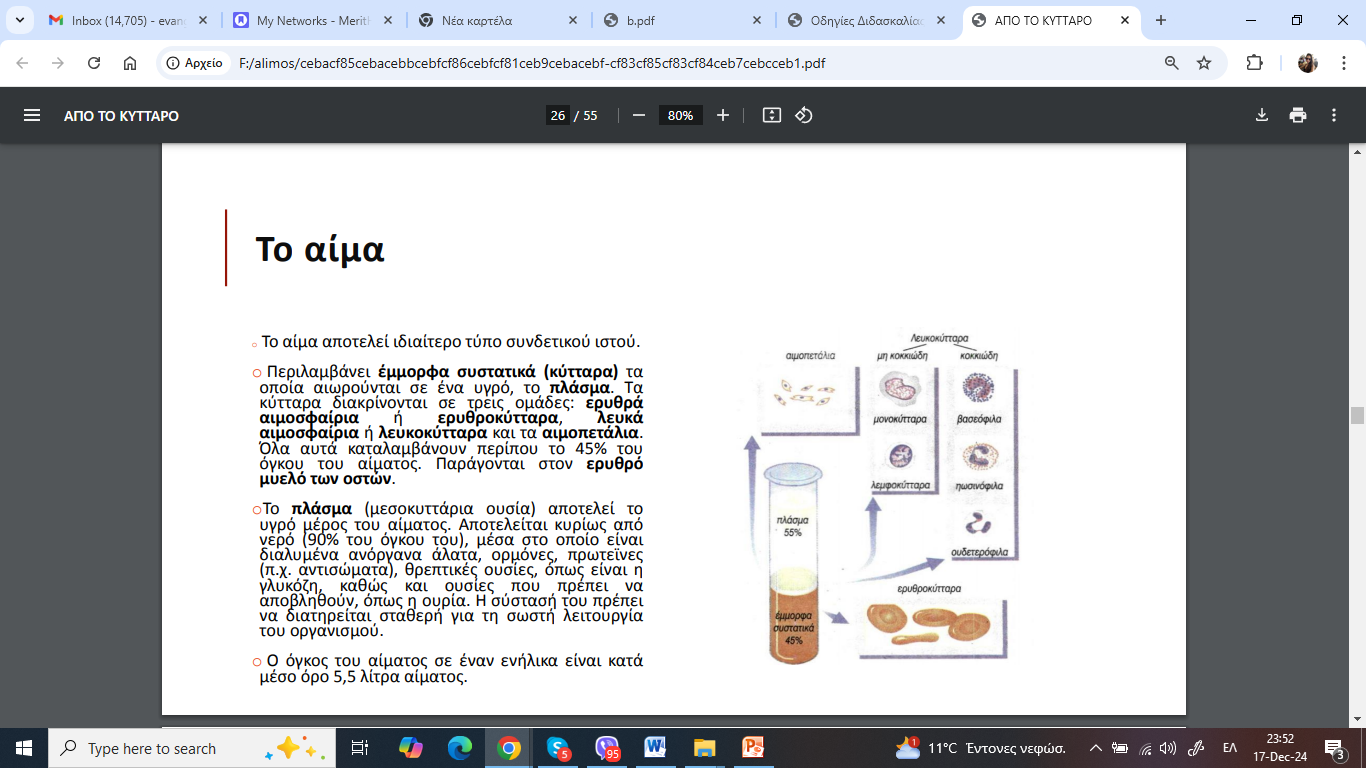 Inbox (14,705) - evan
My Networks - Merith
Νέα καρτέλα
b.pdf
Οδηγίες Διδασκαλίας
ΑΠΟ ΤΟ ΚΥΤΤΑΡΟ
Αρχείο
F:/alimos/cebacf85cebacebbcebfcf86cebfcf81ceb9cebacebf-cf83cf85cf83cf84ceb7cebcceb1.pdf
ΑΠΟ ΤΟ ΚΥΤΤΑΡΟ
26 / 55
80%
Το αίμα
Το αίμα αποτελεί ιδιαίτερο τύπο συνδετικού ιστού.
Περιλαμβάνει έμμορφα συστατικά (κύτταρα) τα
οποία αιωρούνται σε ένα υγρό, το πλάσμα. Τα
κύτταρα διακρίνονται σε τρεις ομάδες: ερυθρά
αιμοσφαίρια ή ερυθροκύτταρα, λευκά
αιμοσφαίρια ή λευκοκύτταρα και τα αιμοπετάλια.
Όλα αυτά καταλαμβάνουν περίπου το 45% του
όγκου του αίματος. Παράγονται στον ερυθρό
μυελό των οστών.
Το πλάσμα (μεσοκυττάρια ουσία) αποτελεί το
υγρό μέρος του αίματος. Αποτελείται κυρίως από
νερό (90% του όγκου του), μέσα στο οποίο είναι
διαλυμένα ανόργανα άλατα, ορμόνες, πρωτεϊνες
(π.χ. αντισώματα), θρεπτικές ουσίες, όπως είναι η
γλυκόζη, καθώς και ουσίες που πρέπει να
αποβληθούν, όπως η ουρία. Η σύστασή του πρέπει
να διατηρείται σταθερή για τη σωστή λειτουργία
του οργανισμού.
Ο όγκος του αίματος σε έναν ενήλικα είναι κατά
μέσο όρο 5,5 λίτρα αίματος.
Λευκοκύτταρα
αιμοπετάλια
μη κοκκιώδη
κοκκιώδη
μονοκύτταρα
βασεόφιλα
λεμφοκύτταρα
ηωσινόφιλα
ουδετερόφιλα
πλάσμα
55%
ερυθροκύτταρα
έμμορφα
συστατικά
45%
Type here to search
5
95
1
11°C Έντονες νεφώσ.
ΕΛ
23:52
17-Dec-24
3